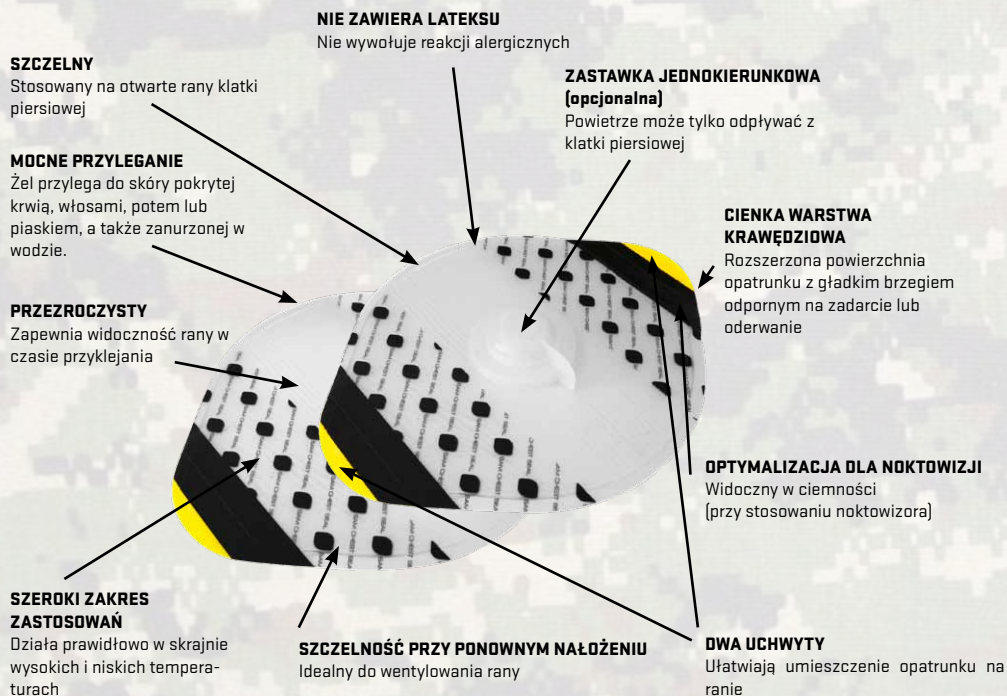 NIE ZAWIERA LATEKSU
Nie wywołuje reakcji alergicznych
SZCZELNY
Stosowany na otwarte rany klatki
piersiowej
ZASTAWKA JEDNOKIERUNKOWA
(opcjonalna)
Powietrze może tylko odpływać z
klatki piersiowej
MOCNE PRZYLEGANIE
Żel przylega do skóry pokrytej
krwią, włosami, potem lub
piaskiem, a także zanurzonej w
wodzie.
CIENKA WARSTWA
KRAWĘDZIOWA
Rozszerzona powierzchnia
opatrunku z gładkim brzegiem
odpornym na zadarcie lub
oderwanie
PRZEZROCZYSTY
Zapewnia widoczność rany w
czasie przyklejania
OPTYMALIZACJA DLA NOKTOWIZJI
Widoczny w ciemności
(przy stosowaniu noktowizora)
SZEROKI ZAKRES
ZASTOSOWAŃ
Działa prawidłowo w skrajnie
wysokich i niskich tempera-
turach
SZCZELNOŚĆ PRZY PONOWNYM NAŁOŻENIU
Idealny do wentylowania rany
DWA UCHWYTY
Ułatwiają umieszczenie opatrunku na
ranie